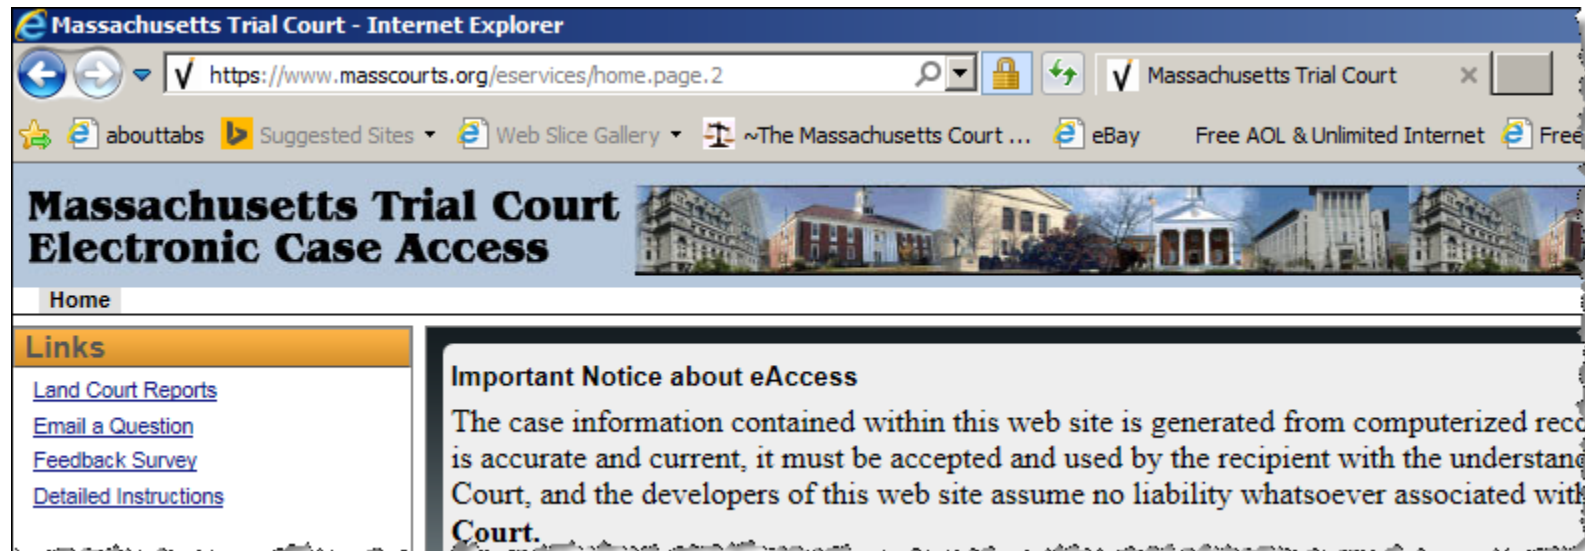 Massachusetts Trial Court - Internet Explorer
https://www.masscourts.org/eservices/home.page.2
Massachusetts Trial Court
abouttabs Suggested Sites Web Slice Gallery ~The Massachusetts Court ... eBay Free AOL & Unlimited Internet Free
Massachusetts Trial Court
Electronic Case Access
Home
Links
Land Court Reports
Email a Question
Feedback Survey
Detailed Instructions
Important Notice about eAccess
The case information contained within this web site is generated from computerized
is accurate and current, it must be accepted and used by the recipient with the
Court, and the developers of this web site assume no liability whatsoever associated with
Court.